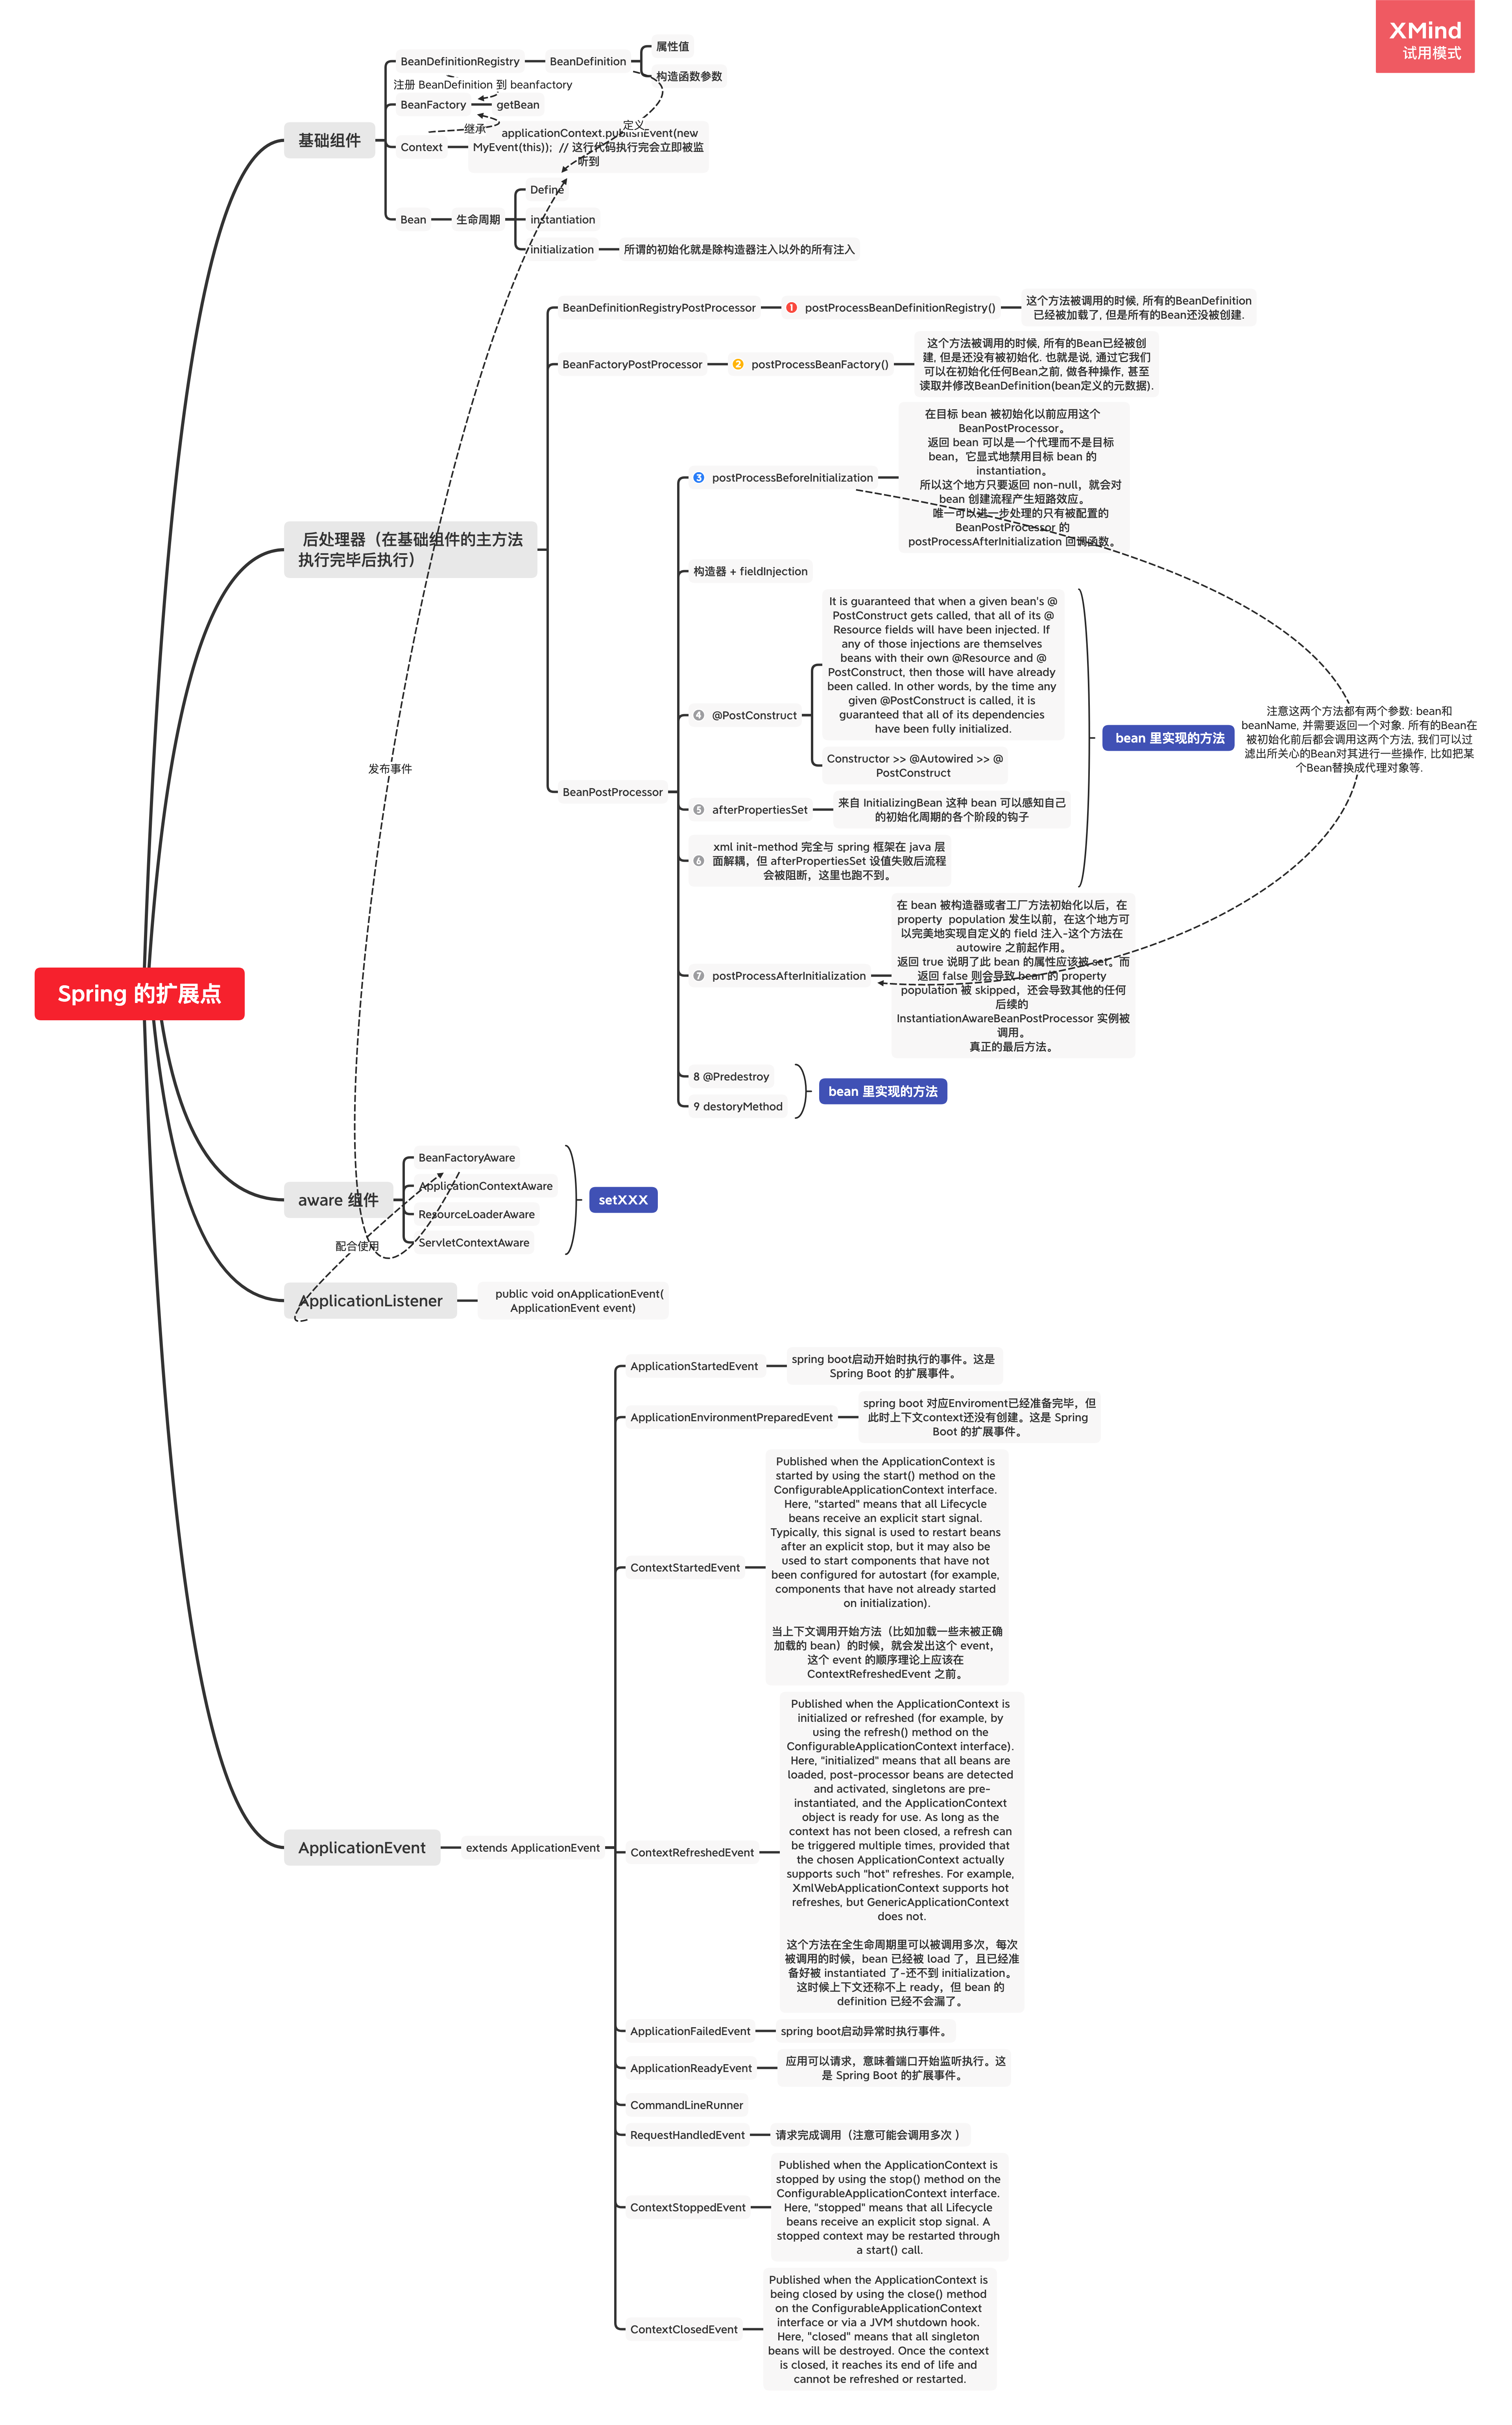 XMind
试用模式
Spring 的扩展点
基础组件
BeanDefinitionRegistry
BeanDefinition
属性值
构造函数参数
注册 BeanDefinition 到 beanfactory
BeanFactory
getBean
继承
定义
Context
applicationContext.publishEvent(new
MyEvent(this));  // 这行代码执行完会立即被监
听到
Bean
生命周期
Define
instantiation
initialization
所谓的初始化就是除构造器注入以外的所有注入
后处理器（在基础组件的主方法
执行完毕后执行）
BeanDefinitionRegistryPostProcessor
1 postProcessBeanDefinitionRegistry()
这个方法被调用的时候, 所有的BeanDefinition
已经被加载了, 但是所有的Bean还没被创建.
BeanFactoryPostProcessor
2 postProcessBeanFactory()
这个方法被调用的时候, 所有的Bean已经被创
建, 但是还没有被初始化. 也就是说, 通过它我们
可以在初始化任何Bean之前, 做各种操作, 甚至
读取并修改BeanDefinition(bean定义的元数据).
BeanPostProcessor
3 postProcessBeforeInitialization
在目标 bean 被初始化以前应用这个
BeanPostProcessor。
返回 bean 可以是一个代理而不是目标
bean，它显式地禁用目标 bean 的
instantiation。
所以这个地方只要返回 non-null，就会对
bean 创建流程产生短路效应。
唯一可以进一步处理的只有被配置的
BeanPostProcessor 的
postProcessAfterInitialization 回调函数。
构造器 + fieldInjection
4 @PostConstruct
It is guaranteed that when a given bean's @
PostConstruct gets called, that all of its @
Resource fields will have been injected. If
any of those injections are themselves
beans with their own @Resource and @
PostConstruct, then those will have already
been called. In other words, by the time any
given @PostConstruct is called, it is
guaranteed that all of its dependencies
have been fully initialized.
Constructor >> @Autowired >> @
PostConstruct
5 afterPropertiesSet
来自 InitializingBean 这种 bean 可以感知自己
的初始化周期的各个阶段的钩子
6 xml init-method 完全与 spring 框架在 java 层
面解耦，但 afterPropertiesSet 设值失败后流程
会被阻断，这里也跑不到。
bean 里实现的方法
注意这两个方法都有两个参数: bean和
beanName, 并需要返回一个对象. 所有的Bean在
被初始化前后都会调用这两个方法, 我们可以过
滤出所关心的Bean对其进行一些操作, 比如把某
个Bean替换成代理对象等.
7 postProcessAfterInitialization
在 bean 被构造器或者工厂方法初始化以后，在
property  population 发生以前，在这个地方可
以完美地实现自定义的 field 注入-这个方法在
autowire 之前起作用。
返回 true 说明了此 bean 的属性应该被 set。而
返回 false 则会导致 bean 的 property
population 被 skipped，还会导致其他的任何
后续的
InstantiationAwareBeanPostProcessor 实例被
调用。
真正的最后方法。
8 @Predestroy
9 destoryMethod
bean 里实现的方法
发布事件
aware 组件
BeanFactoryAware
ApplicationContextAware
ResourceLoaderAware
ServletContextAware
setXXX
配合使用
ApplicationListener
public void onApplicationEvent(
ApplicationEvent event)
ApplicationEvent
extends ApplicationEvent
ApplicationStartedEvent
spring boot启动开始时执行的事件。这是
Spring Boot 的扩展事件。
ApplicationEnvironmentPreparedEvent
spring boot 对应Enviroment已经准备完毕，但
此时上下文context还没有创建。这是 Spring
Boot 的扩展事件。
ContextStartedEvent
Published when the ApplicationContext is
started by using the start() method on the
ConfigurableApplicationContext interface.
Here, "started" means that all Lifecycle
beans receive an explicit start signal.
Typically, this signal is used to restart beans
after an explicit stop, but it may also be
used to start components that have not
been configured for autostart (for example,
components that have not already started
on initialization).
当上下文调用开始方法（比如加载一些未被正确
加载的 bean）的时候，就会发出这个 event，
这个 event 的顺序理论上应该在
ContextRefreshedEvent 之前。
ContextRefreshedEvent
Published when the ApplicationContext is
initialized or refreshed (for example, by
using the refresh() method on the
ConfigurableApplicationContext interface).
Here, "initialized" means that all beans are
loaded, post-processor beans are detected
and activated, singletons are pre-
instantiated, and the ApplicationContext
object is ready for use. As long as the
context has not been closed, a refresh can
be triggered multiple times, provided that
the chosen ApplicationContext actually
supports such "hot" refreshes. For example,
XmlWebApplicationContext supports hot
refreshes, but GenericApplicationContext
does not.
这个方法在全生命周期里可以被调用多次，每次
被调用的时候，bean 已经被 load 了，且已经准
备好被 instantiated 了-还不到 initialization。
这时候上下文还称不上 ready，但 bean 的
definition 已经不会漏了。
ApplicationFailedEvent
spring boot启动异常时执行事件。
ApplicationReadyEvent
应用可以请求，意味着端口开始监听执行。这
是 Spring Boot 的扩展事件。
CommandLineRunner
RequestHandledEvent
请求完成调用（注意可能会调用多次 ）
ContextStoppedEvent
Published when the ApplicationContext is
stopped by using the stop() method on the
ConfigurableApplicationContext interface.
Here, "stopped" means that all Lifecycle
beans receive an explicit stop signal. A
stopped context may be restarted through
a start() call.
ContextClosedEvent
Published when the ApplicationContext is
being closed by using the close() method
on the ConfigurableApplicationContext
interface or via a JVM shutdown hook.
Here, "closed" means that all singleton
beans will be destroyed. Once the context
is closed, it reaches its end of life and
cannot be refreshed or restarted.